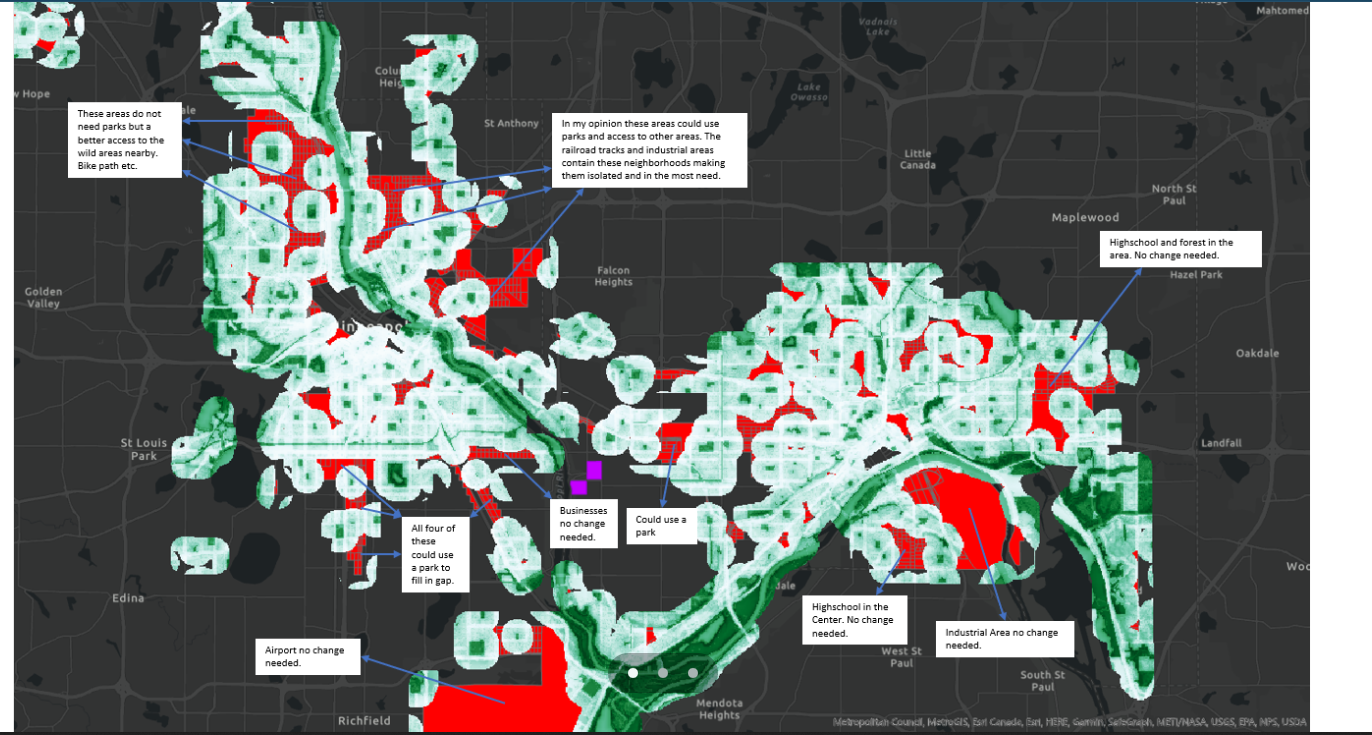 Mahtomed
Vadnais
Lake
Colu
Heig
w Hope
Lake
Owasso
These areas do not
need parks but a
better access to the
wild areas nearby.
Bike path etc.
ale
St Anthony
In my opinion these areas could use
parks and access to other areas. The
railroad tracks and industrial areas
contain these neighborhoods making
them isolated and in the most need.
Little
Canada
North St
Paul
Maplewood
Highschool and forest in the
area. No change needed.
Hazel Park
Falcon
Heights
Golden
Valley
Oakdale
St Louis
Park
Landfall
All four of
these
could use
a park to
fill in gap.
Businesses
no change
needed.
Could use a
park
Woo
Edina
dale
Highschool in the
Center. No change
needed.
Industrial Area no change
needed.
Airport no change
needed.
West St
Paul
South St
Paul
Mendota
Heights
Richfield
Metropolitan Council, MetroGIS, Esri Canada, Esri, HERE, Garmin, SafeGraph, METI/NASA, USGS, EPA, NPS, USDA